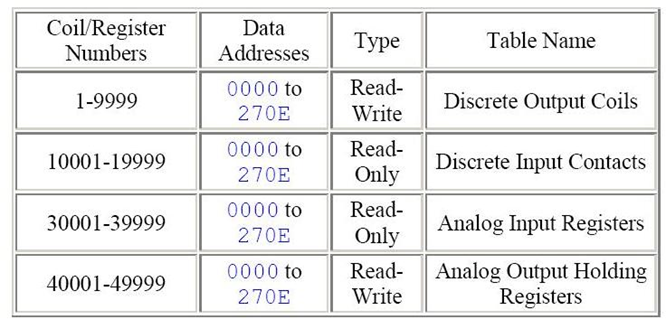 Coil/Register Numbers
Data Addresses
Type
Table Name
1-9999
0000 to 270E
Read-Write
Discrete Output Coils
10001-19999
0000 to 270E
Read-Only
Discrete Input Contacts
30001-39999
0000 to 270E
Read-Only
Analog Input Registers
40001-49999
0000 to 270E
Read-Write
Analog Output Holding Registers